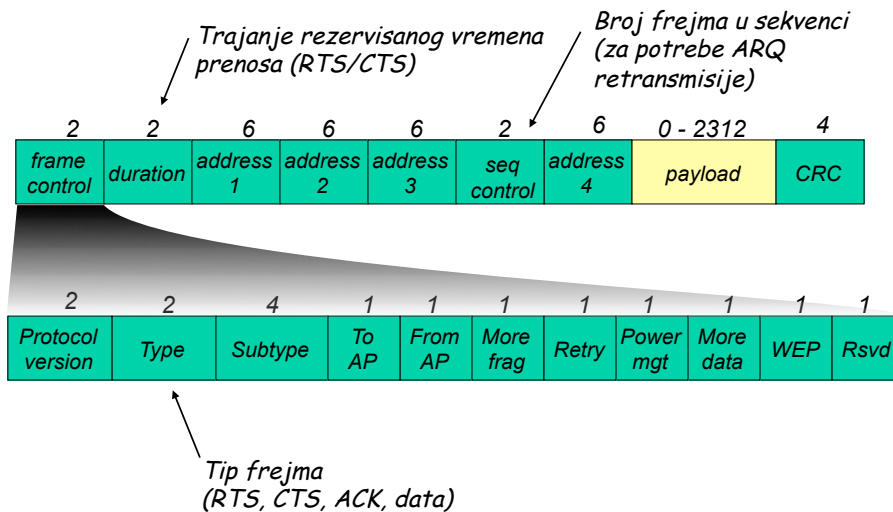 Trajanje rezervisanog vremena
prenosa (RTS/CTS)
Broj frejma u sekvenci
(za potrebe ARQ
retransmisije)
2 2 6 6 6 2 6 0 - 2312 4
frame
control
duration
address
1
address
2
address
3
seq
control
address
4
payload
CRC
2 2 4 1 1 1 1 1 1 1 1
Protocol
version
Type
Subtype
To
AP
From
AP
More
frag
Retry
Power
mgt
More
data
WEP
Rsvd
Tip frejma
(RTS, CTS, ACK, data)